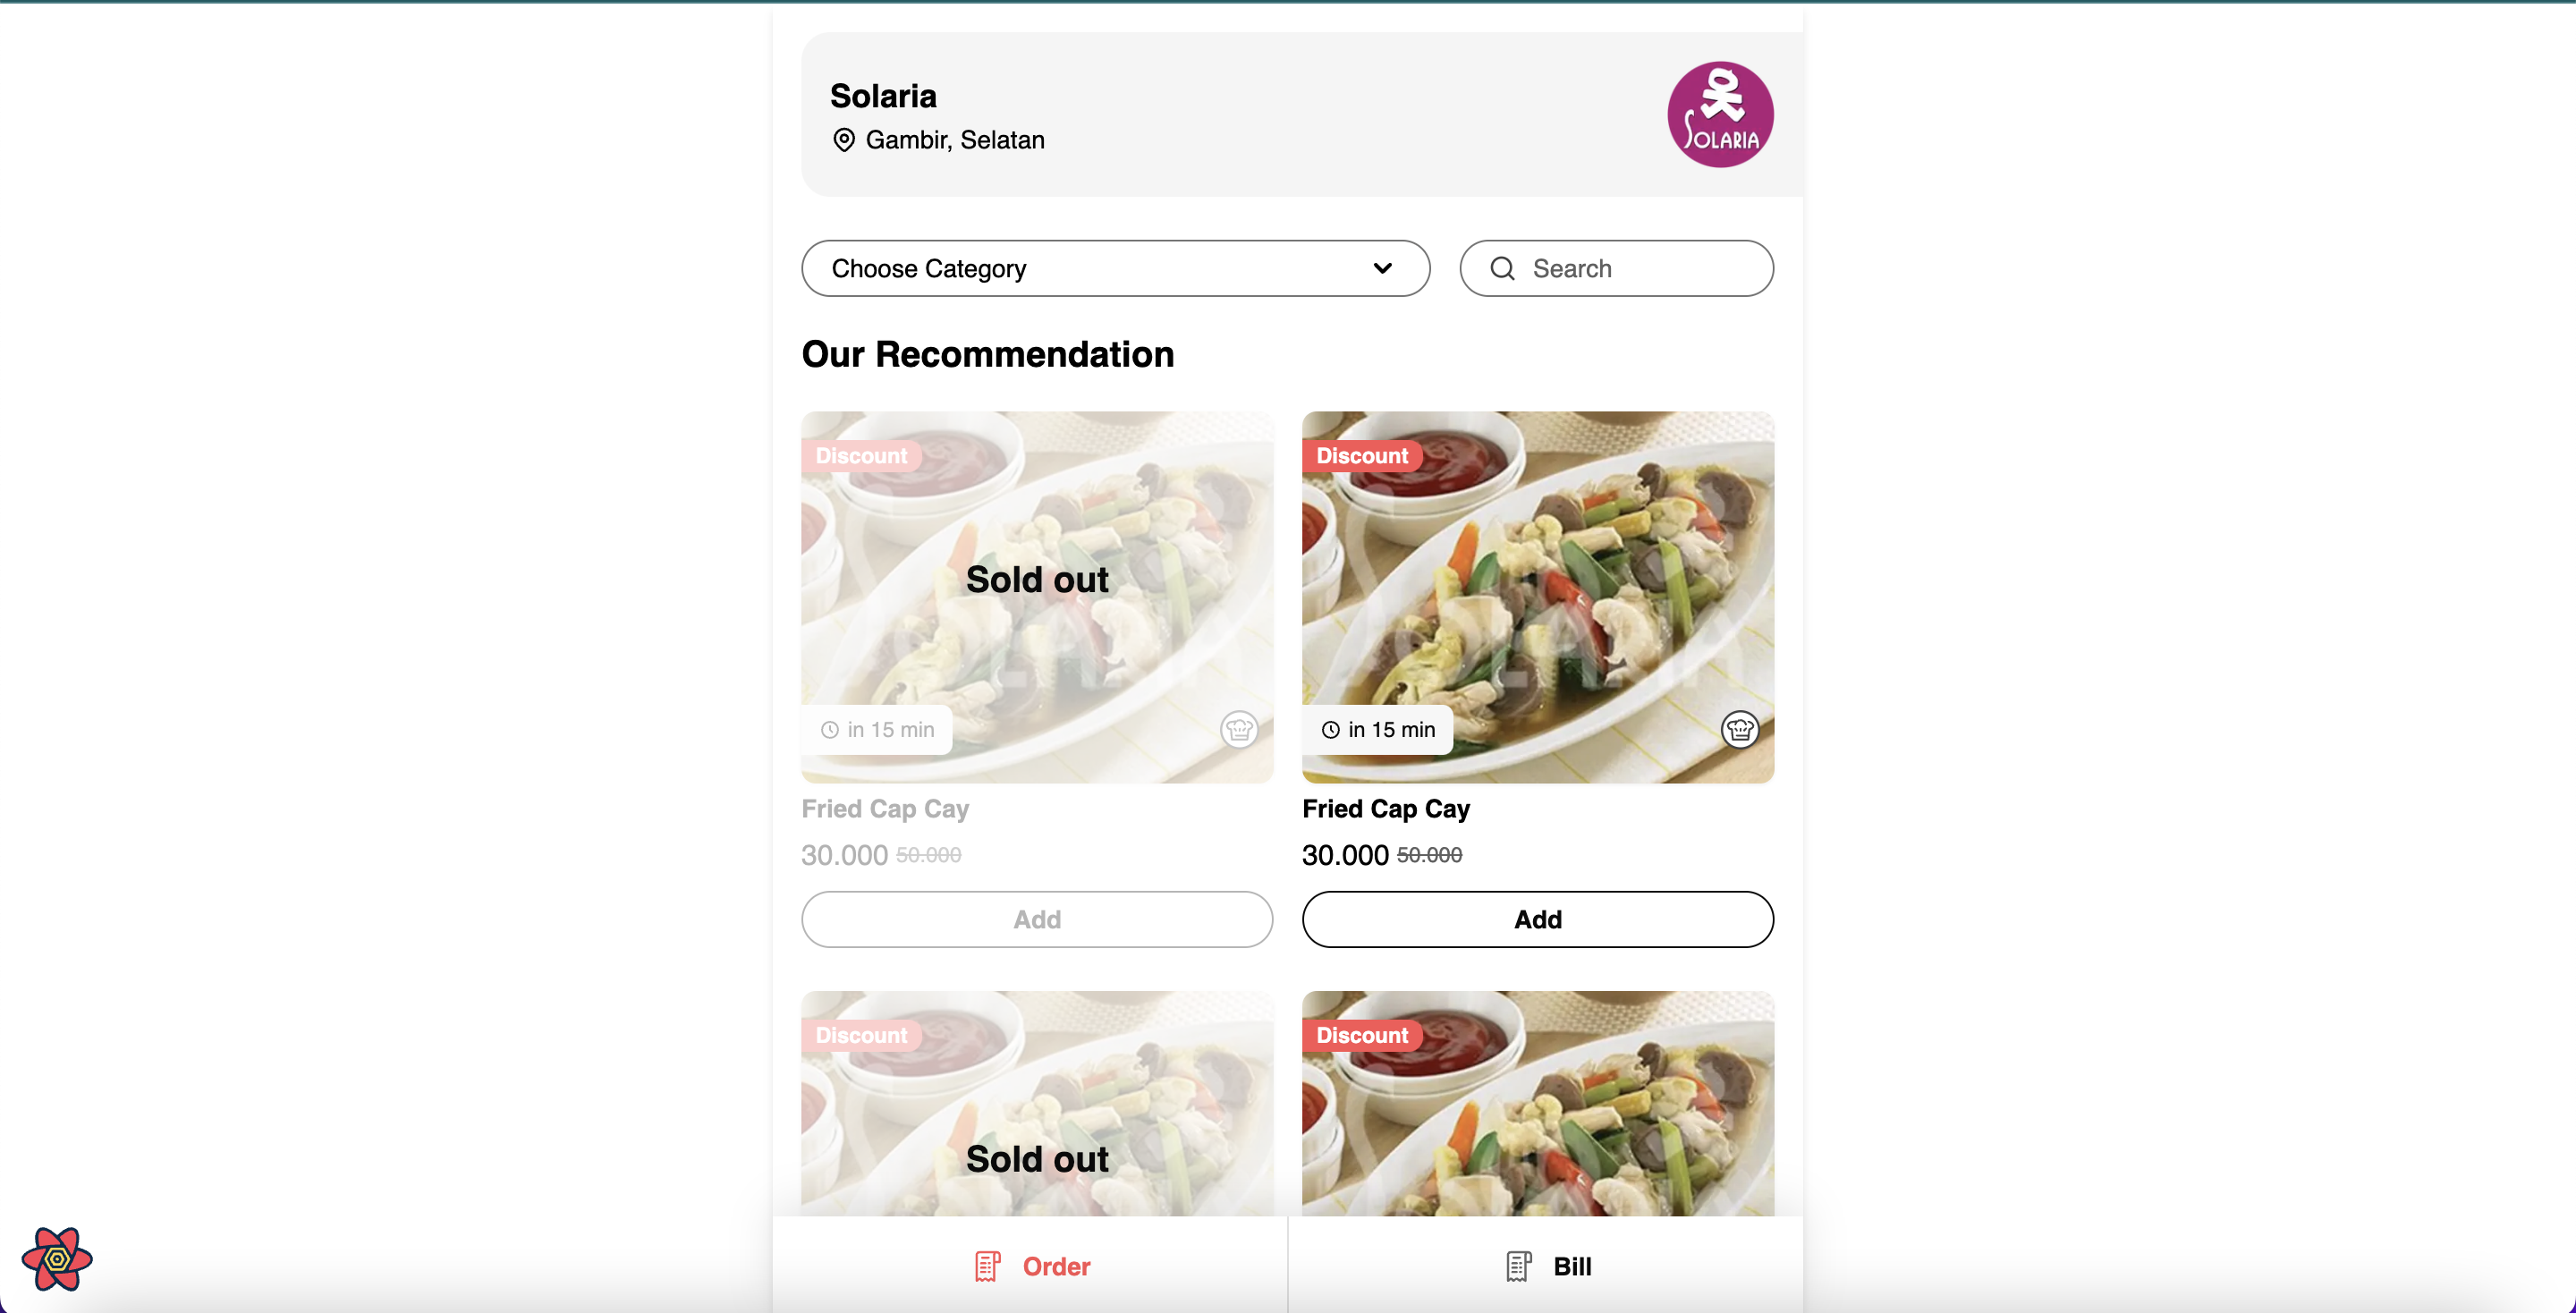 Solaria
Gambir, Selatan
SOLARIA
Choose Category
Search
Our Recommendation
Discount
Sold out
SOLARIA
in 15 min
Fried Cap Cay
30.000 50.000
Add
Discount
SOLARIA
in 15 min
Fried Cap Cay
30.000 50.000
Add
Discount
Sold out
Discount
Order
Bill